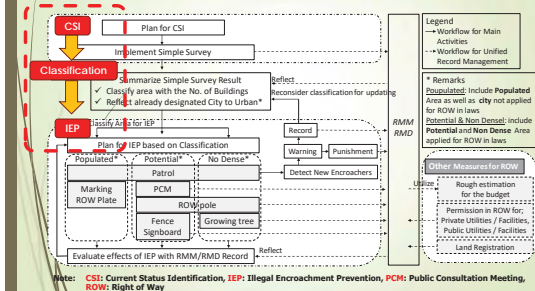 CSI
Classification
IEP
Plan for CSI
Implement Simple Survey
Summarize Simple Survey Result
✓ Classify area with the No. of Buildings
✓ Reflect already designated City to Urban*
Classify Area for IEP
Reflect
Reconsider classification for updating
Plan for IEP based on Classification
Populated*
Potential*
No Dense*
Patrol
Marking
ROW Plate
PCM
ROW pole
Fence
Signboard
Growing tree
Record
Warning
Punishment
Detect New Encroachers
Evaluate effects of IEP with RMM/RMD Record
Reflect
RMM
RMD
Utilize
Legend
Workflow for Main
Activities
Workflow for Unified
Record Management
* Remarks
Poupulated: Include Populated
Area as well as city not applied
for ROW in laws
Potential & Non Densel: include
Potential and Non Dense Area
applied for ROW in laws
Other Measures for ROW
Rough estimation
for the budget
Permission in ROW for;
Private Utilities / Facilities,
Public Utilities / Facilities
Land Registration
Note: CSI: Current Status Identification, IEP: Illegal Encroachment Prevention, PCM: Public Consultation Meeting,
ROW: Right of Way